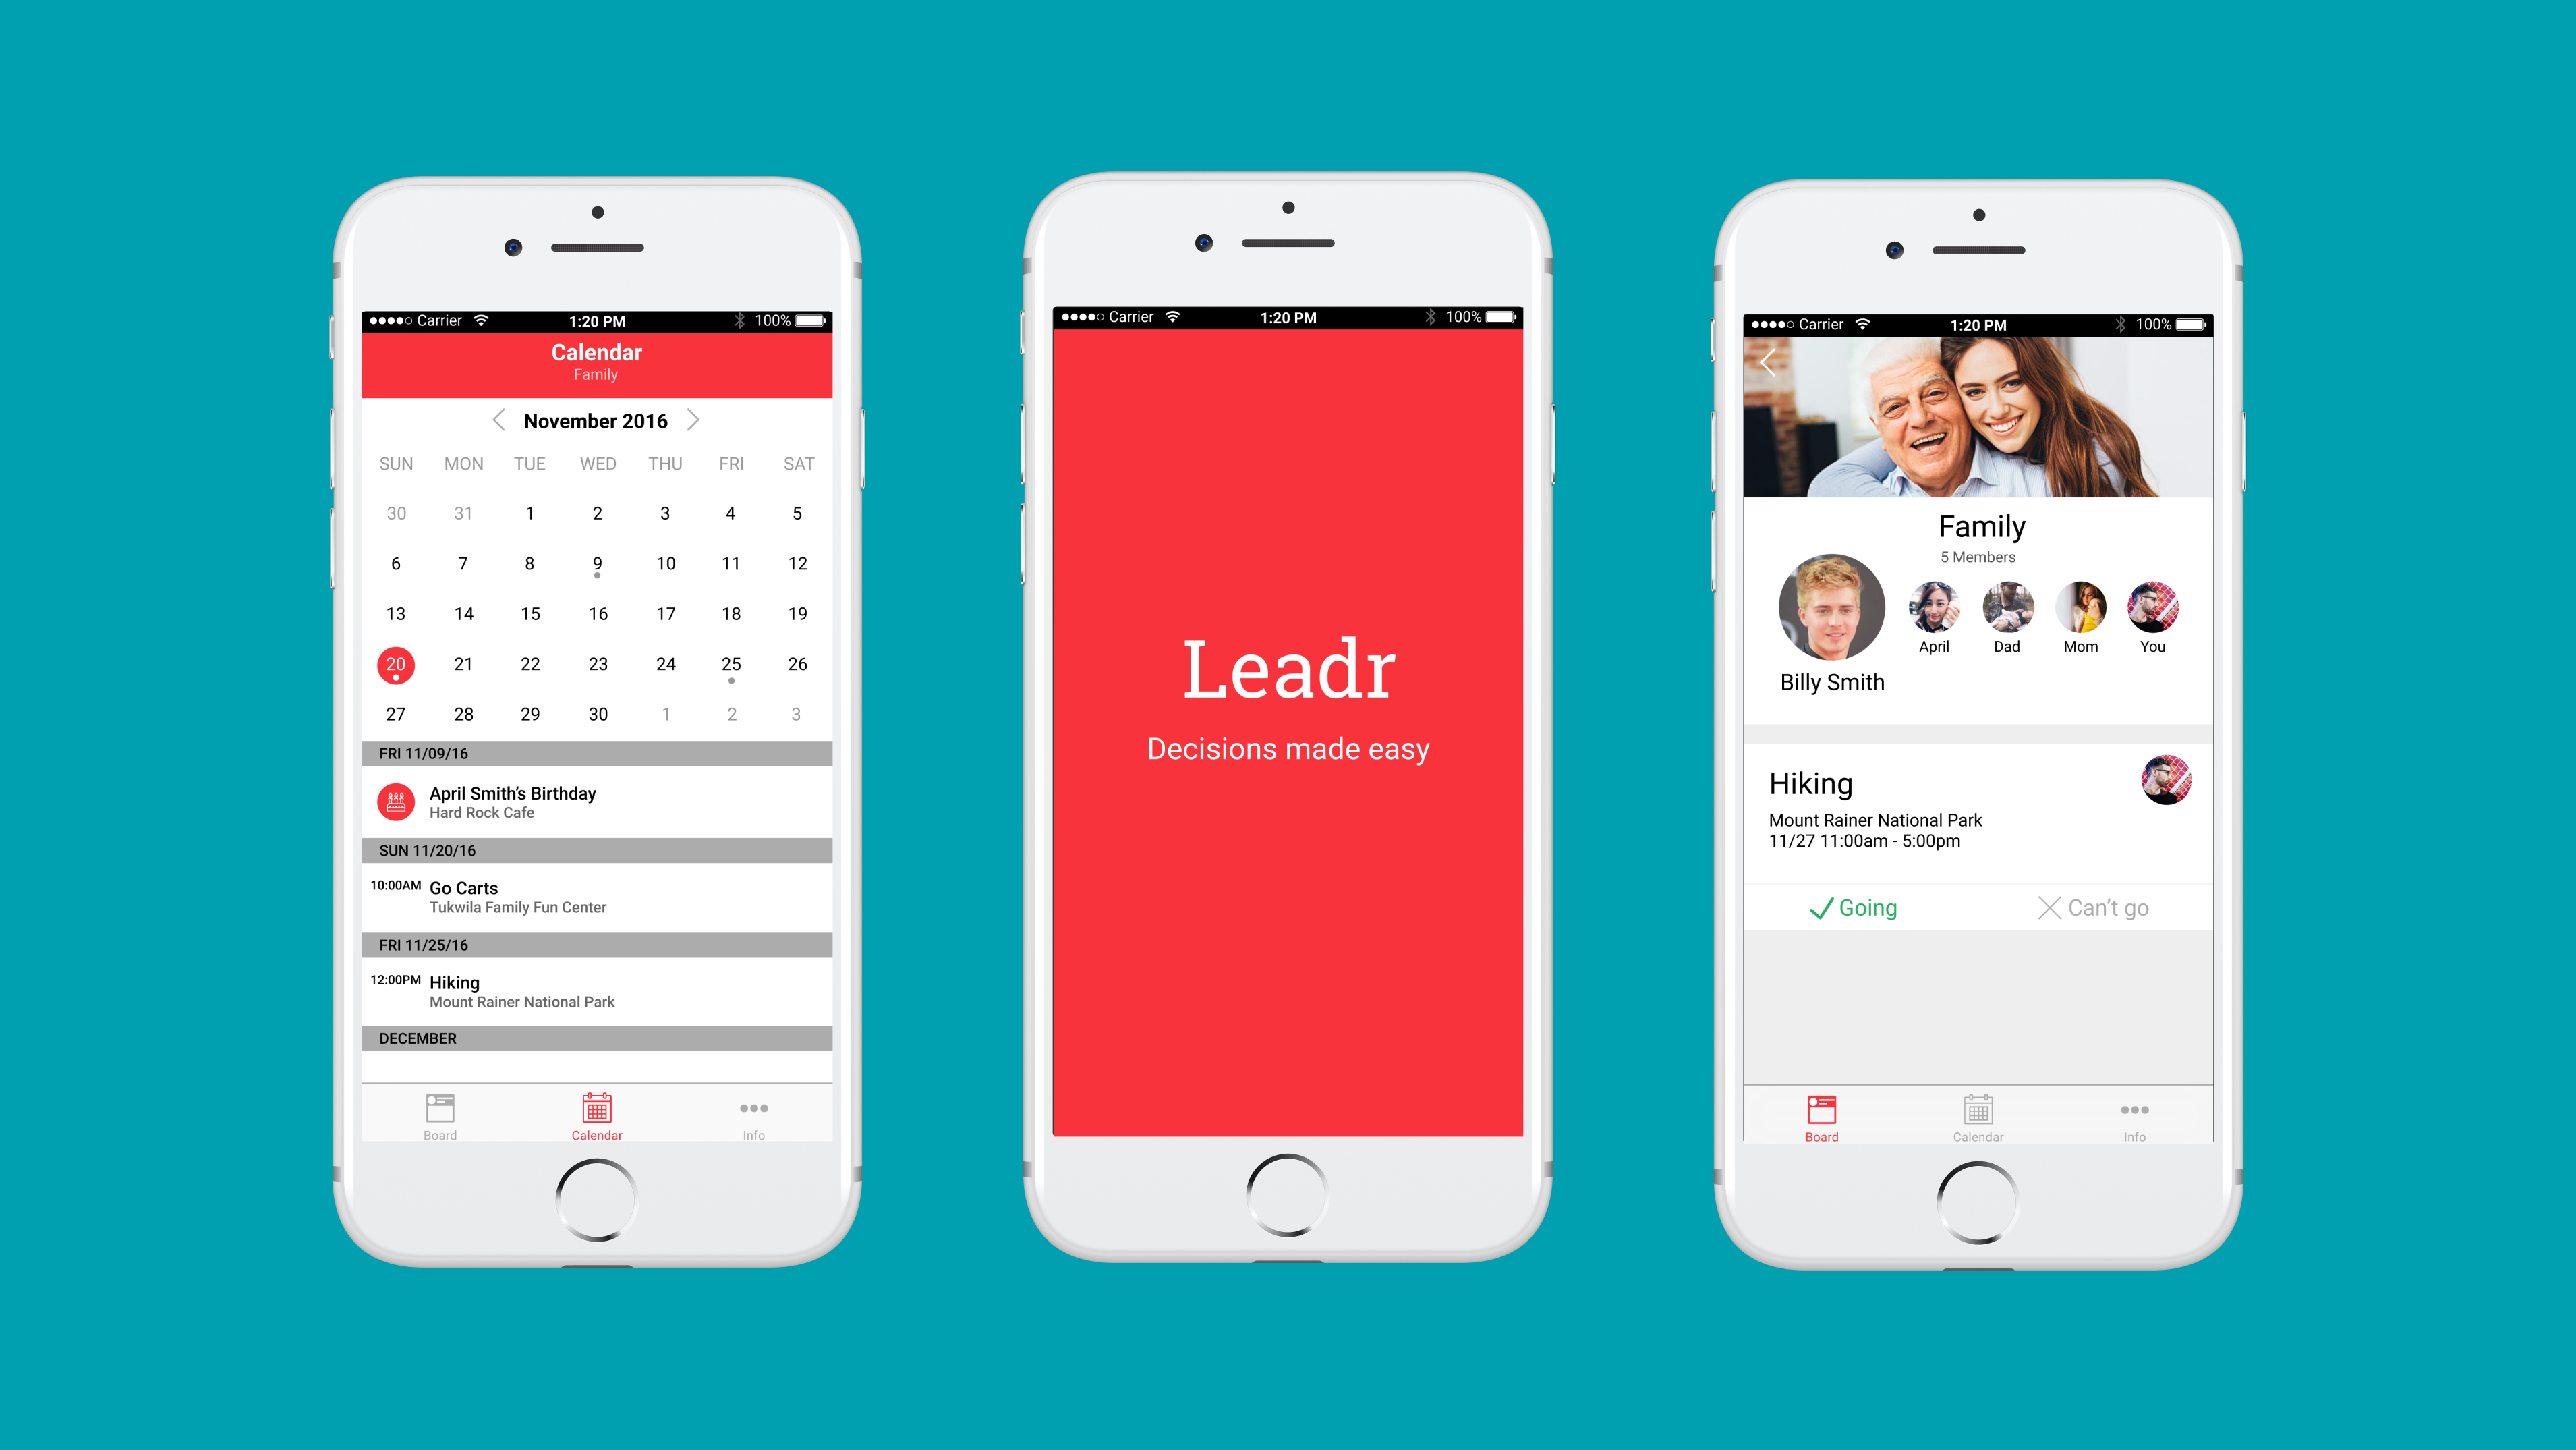 Carrier 1:20 PM 100%
Calendar
Family
November 2016
SUN MON TUE WED THU FRI SAT
30 31 1 2 3 4 5
6 7 8 9 10 11 12
13 14 15 16 17 18 19
20 21 22 23 24 25 26
27 28 29 30 1 2 3
FRI 11/09/16
April Smith's Birthday
Hard Rock Cafe
SUN 11/20/16
10:00AM Go Carts
Tukwila Family Fun Center
FRI 11/25/16
12:00PM Hiking
Mount Rainer National Park
DECEMBER
Board Calendar Info
Carrier 1:20 PM 100%
Leadr
Decisions made easy
Carrier 1:20 PM 100%
Family
5 Members
April Dad Mom You
Billy Smith
Hiking
Mount Rainer National Park
11/27 11:00am - 5:00pm
Going Can't go
Board Calendar Info